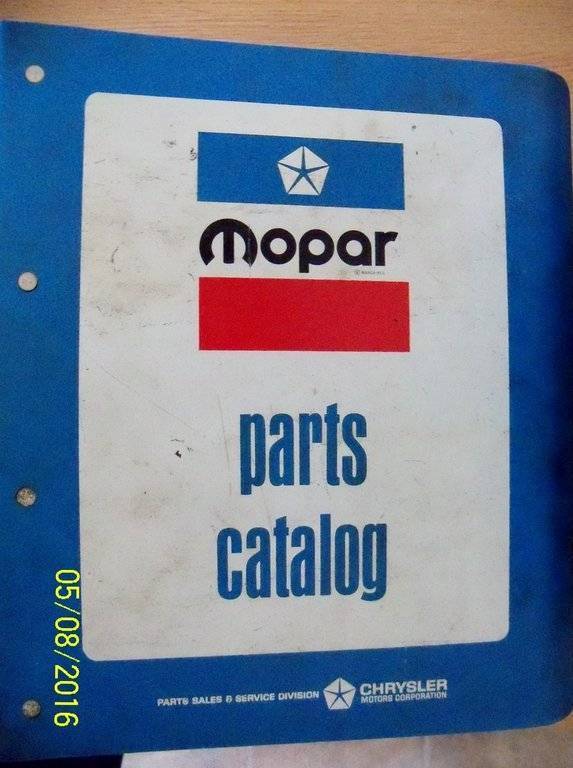 mopar
parts
catalog
PARTS SALES & SERVICE DIVISION
CHRYSLER
MOTORS CORPORATION
05/08/2016